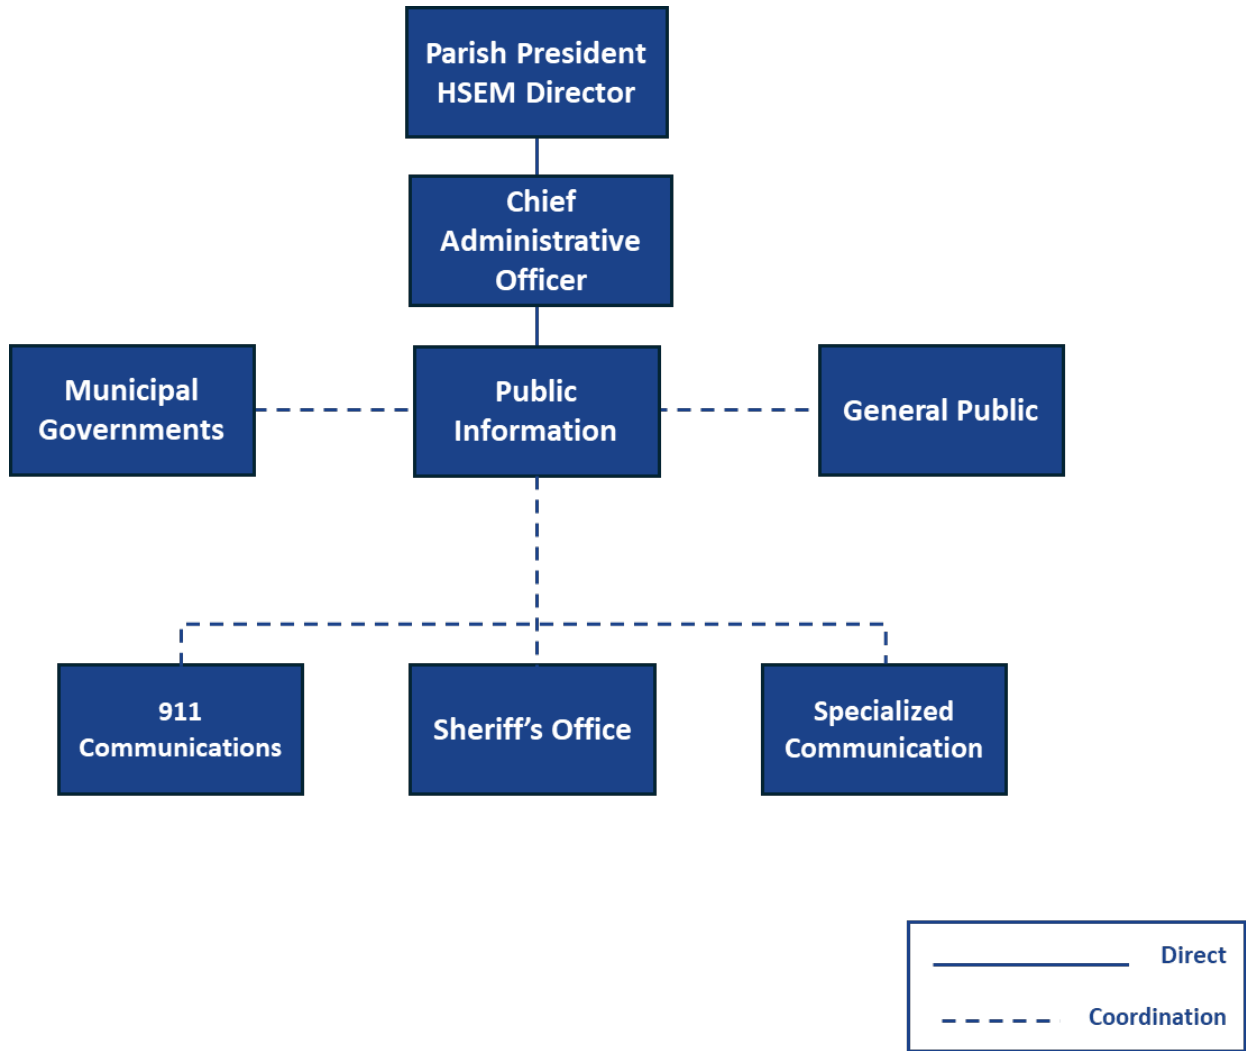 Parish President
HSEM Director
Chief
Administrative
Officer
Municipal
Governments
Public
Information
General Public
911
Communications
Sheriff's Office
Specialized
Communication
Direct
Coordination